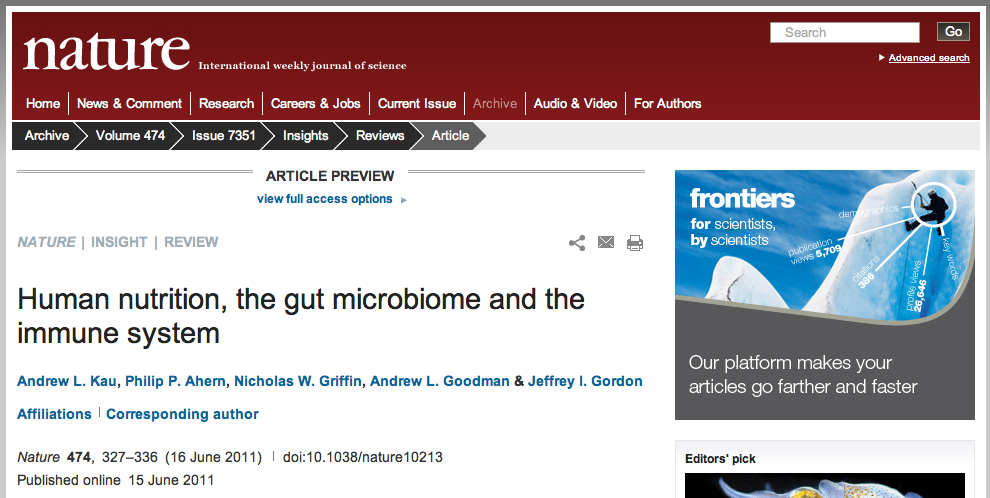 nature International weekly journal of science
Search Go
Advanced search
Home News & Comment Research Careers & Jobs Current Issue Archive Audio & Video For Authors
Archive Volume 474 Issue 7351 Insights Reviews Article
ARTICLE PREVIEW
view full access options
NATURE | INSIGHT | REVIEW
Human nutrition, the gut microbiome and the
immune system
Andrew L. Kau, Philip P. Ahern, Nicholas W. Griffin, Andrew L. Goodman & Jeffrey I. Gordon
Affiliations | Corresponding author
Nature 474, 327–336 (16 June 2011) | doi:10.1038/nature10213
Published online 15 June 2011
frontiers
for scientists,
by scientists
demographics
publication
views 5,709
citations
386
profile views
26,646
key words
Our platform makes your
articles go farther and faster
Editors' pick